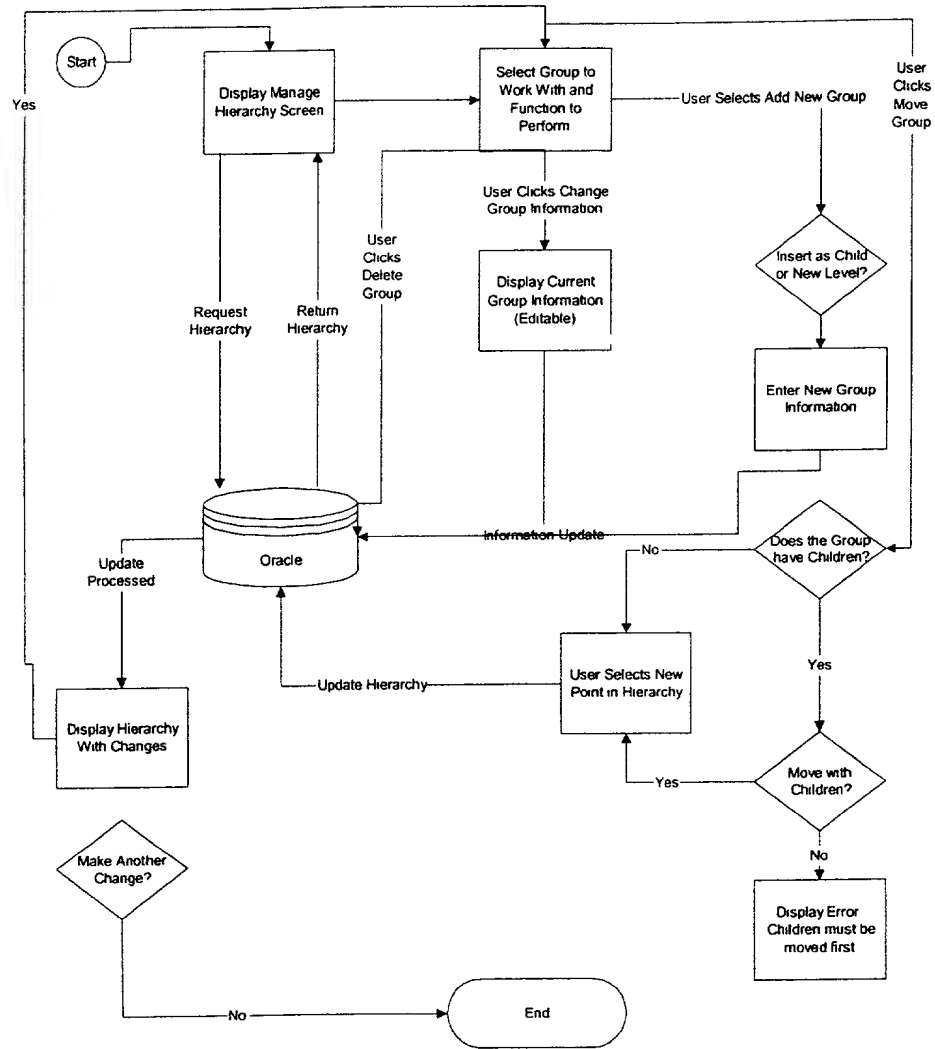 Start
Yes
Display Manage
Hierarchy Screen
Select Group to
Work With and
Function to
Perform
User Selects Add New Group
User
Clicks
Move
Group
User Clicks Change
Group Information
User
Clicks
Delete
Group
Request
Hierarchy
Return
Hierarchy
Display Current
Group Information
(Editable)
Insert as Child
or New Level?
Enter New Group
Information
Oracle
Information Update
Update
Processed
No
Does the Group
have Children?
Yes
User Selects New
Point in Hierarchy
Update Hierarchy
Display Hierarchy
With Changes
Yes
Move with
Children?
No
Make Another
Change?
Display Error
Children must be
moved first
No
End